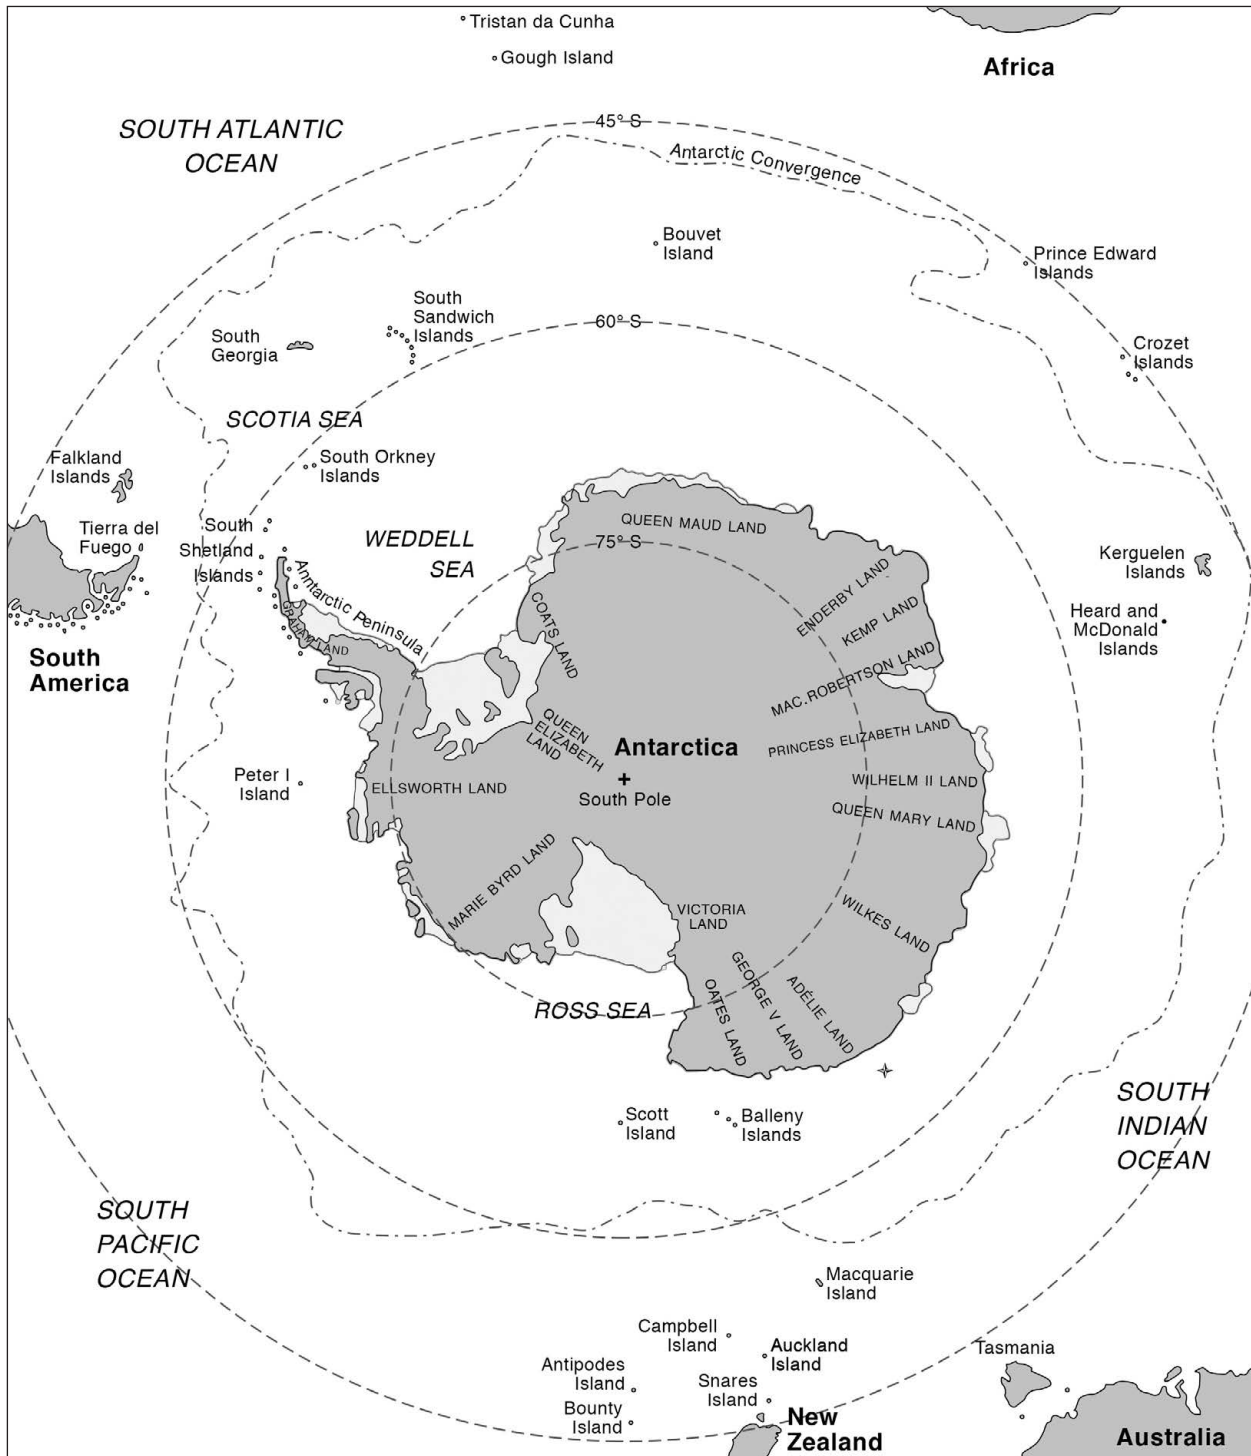 Tristan da Cunha
Gough Island
Africa
SOUTH ATLANTIC
OCEAN
45° S
Antarctic Convergence
Bouvet
Island
Prince Edward
Islands
South
Sandwich
Islands
60° S
South
Georgia
Crozet
Islands
SCOTIA SEA
Falkland
Islands
South Orkney
Islands
Tierra del
Fuego
South
Shetland
Islands
WEDDELL
SEA
QUEEN MAUD LAND
75° S
Kerguelen
Islands
ENDERBY LAND
Anntarctic Peninsula
GRAHAM LAND
COATS LAND
KEMP LAND
Heard and
McDonald
Islands
South
America
MAC.ROBERTSON LAND
QUEEN
ELIZABETH
LAND
Antarctica
PRINCESS ELIZABETH LAND
Peter I
Island
ELLSWORTH LAND
+
South Pole
WILHELM II LAND
QUEEN MARY LAND
MARIE BYRD LAND
VICTORIA
LAND
WILKES LAND
ROSS SEA
OATES LAND
GEORGE V LAND
ADÉLIE LAND
Scott
Island
Balleny
Islands
SOUTH
INDIAN
OCEAN
SOUTH
PACIFIC
OCEAN
Macquarie
Island
Campbell
Island
Auckland
Island
Antipodes
Island
Snares
Island
Bounty
Island
New
Zealand
Tasmania
Australia